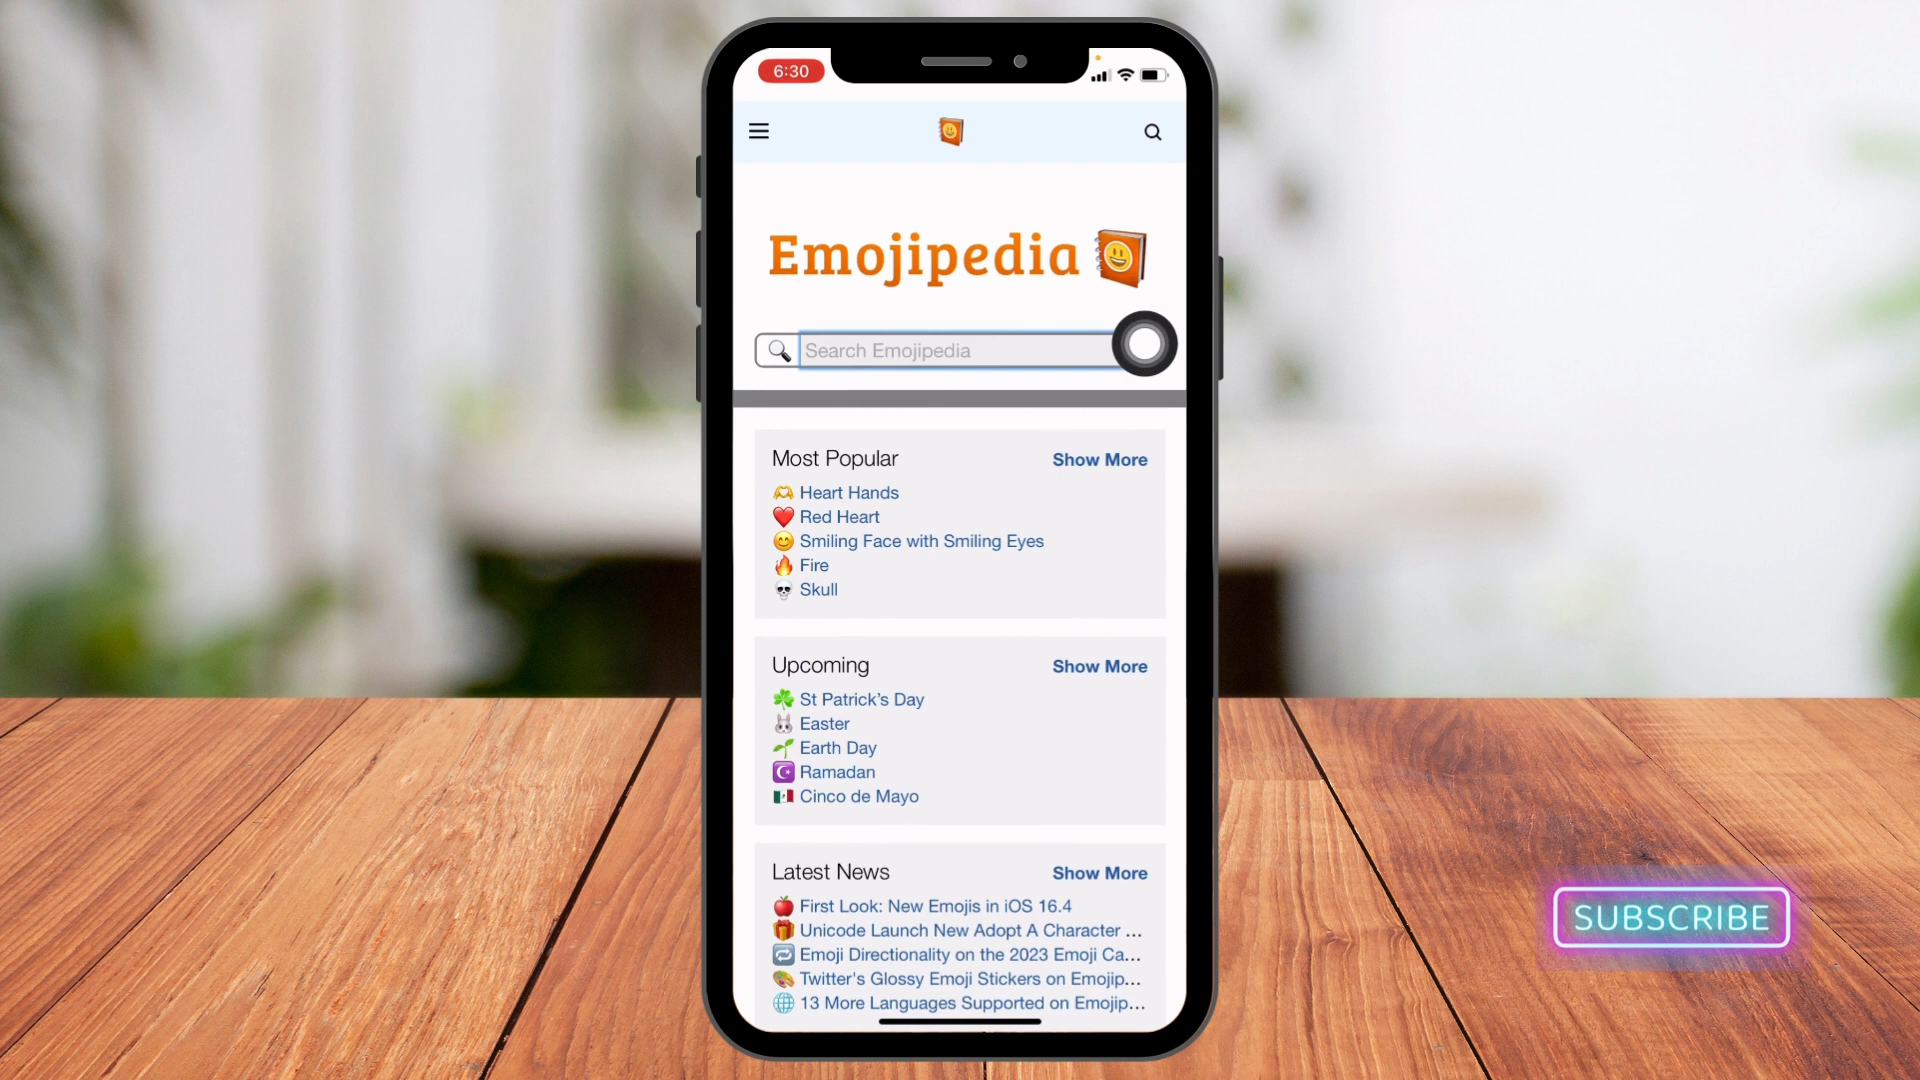 6:30
Emojipedia
Search Emojipedia
Most Popular Show More
Heart Hands
Red Heart
Smiling Face with Smiling Eyes
Fire
Skull
Upcoming Show More
St Patrick’s Day
Easter
Earth Day
Ramadan
Cinco de Mayo
Latest News Show More
First Look: New Emojis in iOS 16.4
Unicode Launch New Adopt A Character ...
Emoji Directionality on the 2023 Emoji Ca...
Twitter's Glossy Emoji Stickers on Emojip...
13 More Languages Supported on Emojip...
SUBSCRIBE